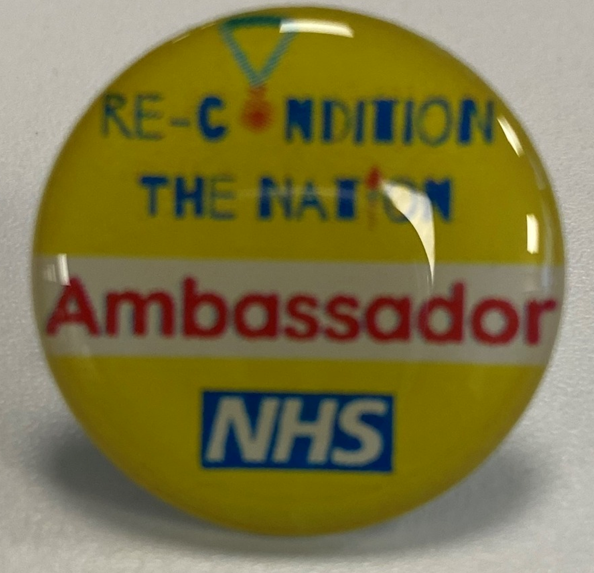 RE-CONDITION
THE NATION
Ambassador
NHS